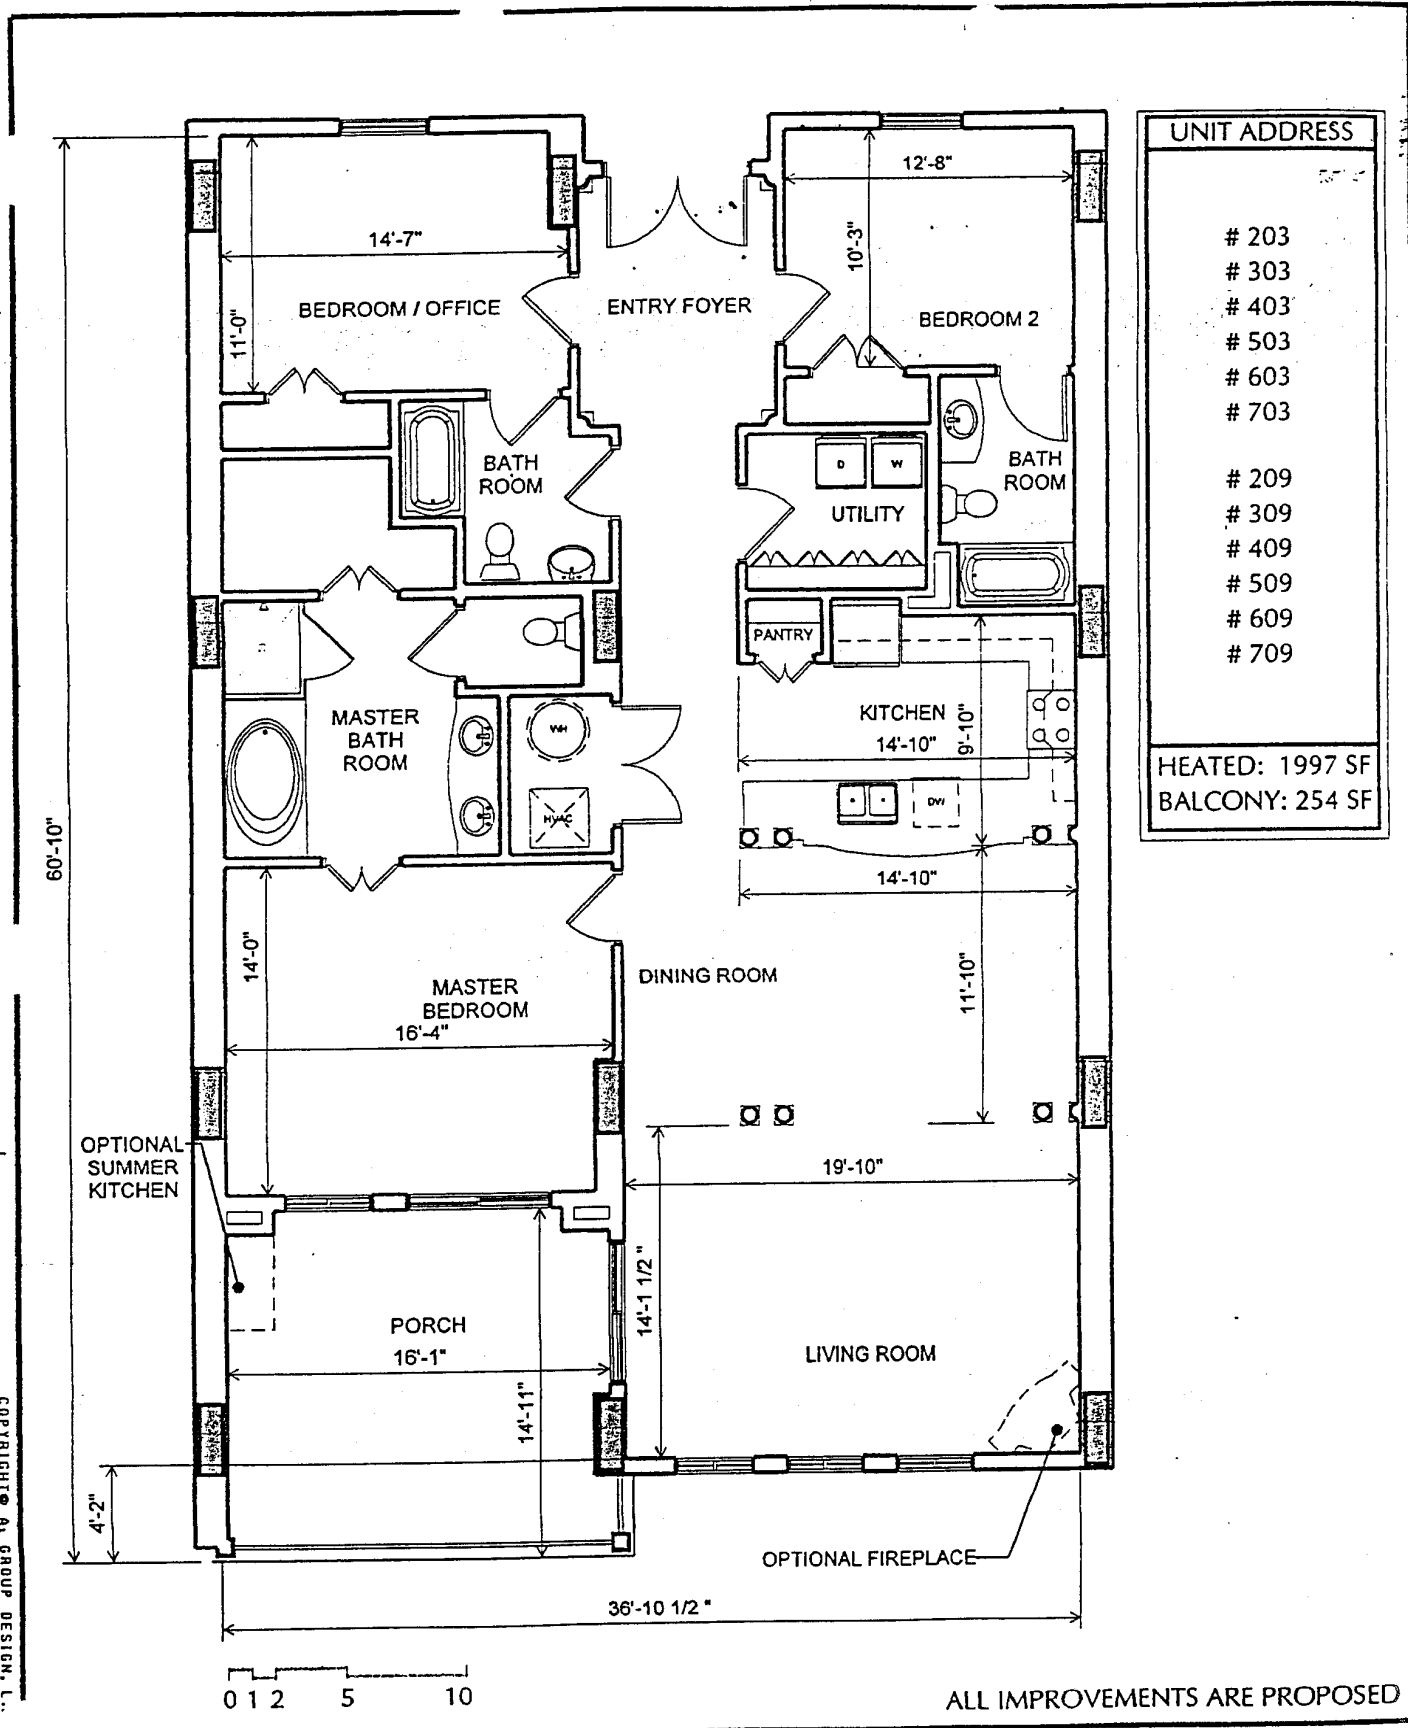 UNIT ADDRESS
# 203
# 303
# 403
# 503
# 603
# 703
# 209
# 309
# 409
# 509
# 609
# 709
HEATED: 1997 SF
BALCONY: 254 SF
12'-8"
14'-7"
10'-3"
BEDROOM / OFFICE
ENTRY FOYER
BEDROOM 2
11'-0"
BATH
ROOM
D
W
BATH
ROOM
UTILITY
PANTRY
MASTER
BATH
ROOM
WH
HVAC
KITCHEN
14'-10"
9'-10"
DW
60'-10"
14'-10"
14'-0"
MASTER
BEDROOM
16'-4"
DINING ROOM
11'-10"
OPTIONAL
SUMMER
KITCHEN
19'-10"
14'-1 1/2 "
PORCH
16'-1"
14'-11"
LIVING ROOM
4'-2"
OPTIONAL FIREPLACE
36'-10 1/2 "
0 1 2 5 10
ALL IMPROVEMENTS ARE PROPOSED
GROUP DESIGN, L